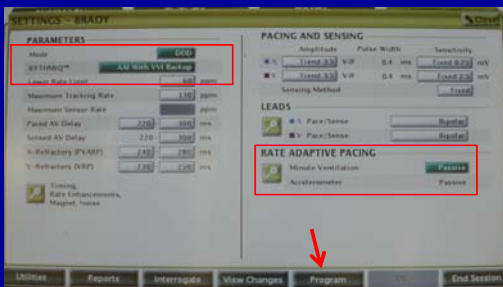 SETTINGS - BRADY
Close
PARAMETERS
Mode DDD
RYTHMIQ™ AAI With VVI Backup
Lower Rate Limit 60 ppm
Maximum Tracking Rate 130 ppm
Maximum Sensor Rate ppm
Paced AV Delay 220 - 300 ms
Sensed AV Delay 220 - 300 ms
A-Refractory (PVARP) 240 - 280 ms
V-Refractory (VRP) 230 - 250 ms
Timing,
Rate Enhancements,
Magnet, Noise
PACING AND SENSING
Amplitude Pulse Width Sensitivity
A Trend 3.5 V@ 0.4 ms Fixed 0.25 mV
V Trend 3.5 V@ 0.4 ms Fixed 2.5 mV
Sensing Method Fixed
LEADS
A Pace/Sense Bipolar
V Pace/Sense Bipolar
RATE ADAPTIVE PACING
Minute Ventilation Passive
Accelerometer Passive
Utilities Reports Interrogate View Changes Program End Session